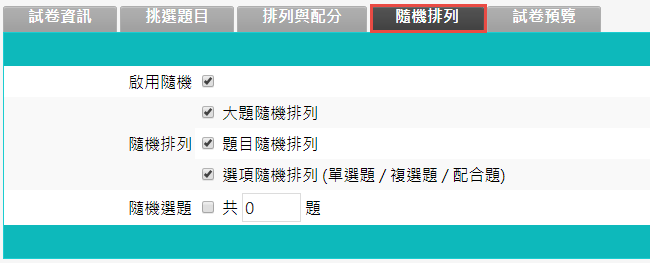 試卷資訊 挑選題目 排列與配分 隨機排列 試卷預覽
啟用隨機
大題隨機排列
隨機排列 題目隨機排列
選項隨機排列 (單選題 / 複選題 / 配合題)
隨機選題 共 0 題